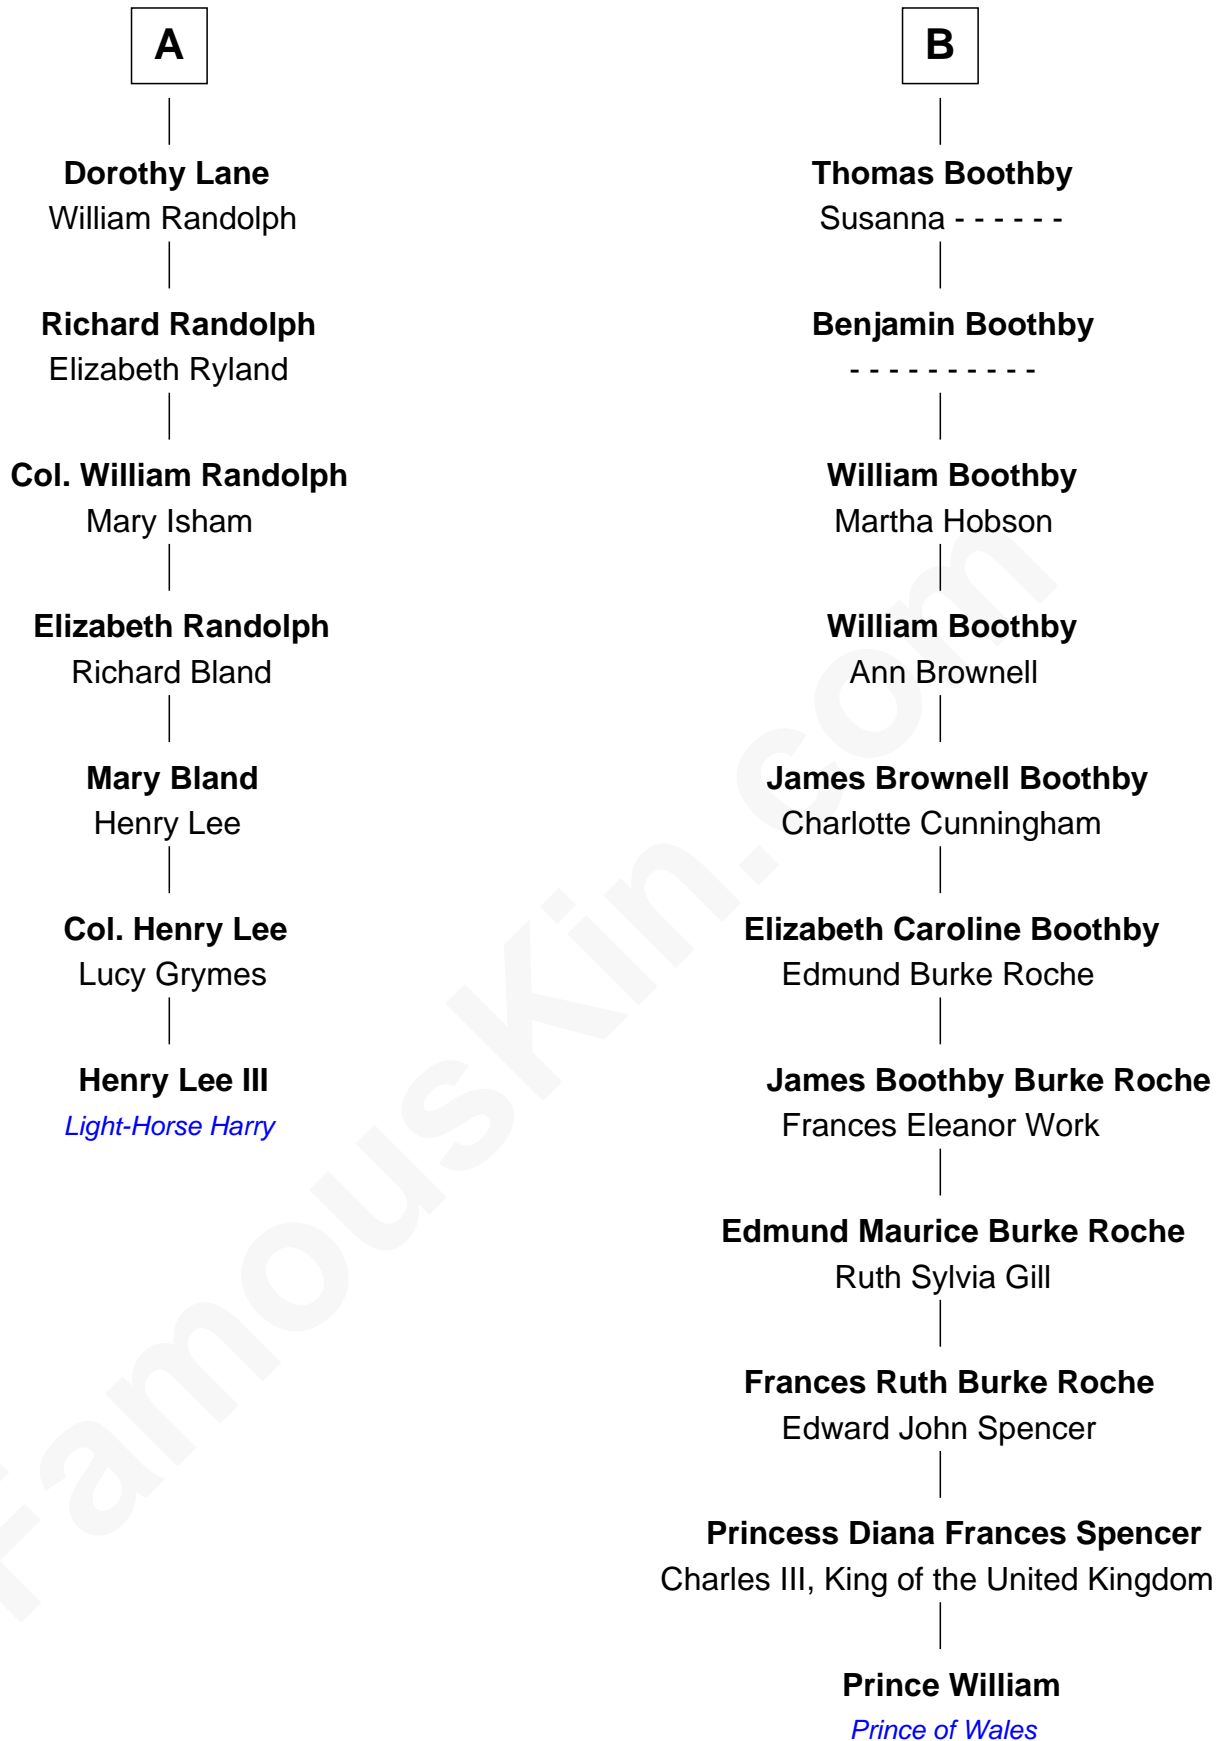 A
Dorothy Lane
William Randolph
Richard Randolph
Elizabeth Ryland
Col. William Randolph
Mary Isham
Elizabeth Randolph
Richard Bland
Mary Bland
Henry Lee
Col. Henry Lee
Lucy Grymes
Henry Lee III
Light-Horse Harry
B
Thomas Boothby
Susanna - - - - - -
Benjamin Boothby
- - - - - - - - - -
William Boothby
Martha Hobson
William Boothby
Ann Brownell
James Brownell Boothby
Charlotte Cunningham
Elizabeth Caroline Boothby
Edmund Burke Roche
James Boothby Burke Roche
Frances Eleanor Work
Edmund Maurice Burke Roche
Ruth Sylvia Gill
Frances Ruth Burke Roche
Edward John Spencer
Princess Diana Frances Spencer
Charles III, King of the United Kingdom
Prince William
Prince of Wales
FamousKin.com